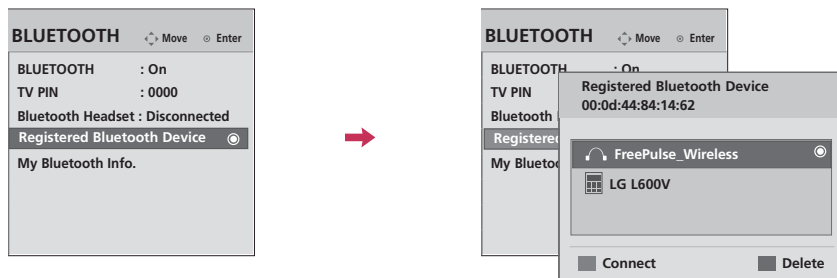 BLUETOOTH Move Enter
BLUETOOTH : On
TV PIN : 0000
Bluetooth Headset : Disconnected
Registered Bluetooth Device
My Bluetooth Info.
BLUETOOTH Move Enter
BLUETOOTH : On
TV PIN
Bluetooth
Registered
My Bluetoo
Registered Bluetooth Device
00:0d:44:84:14:62
FreePulse_Wireless
LG L600V
Connect Delete